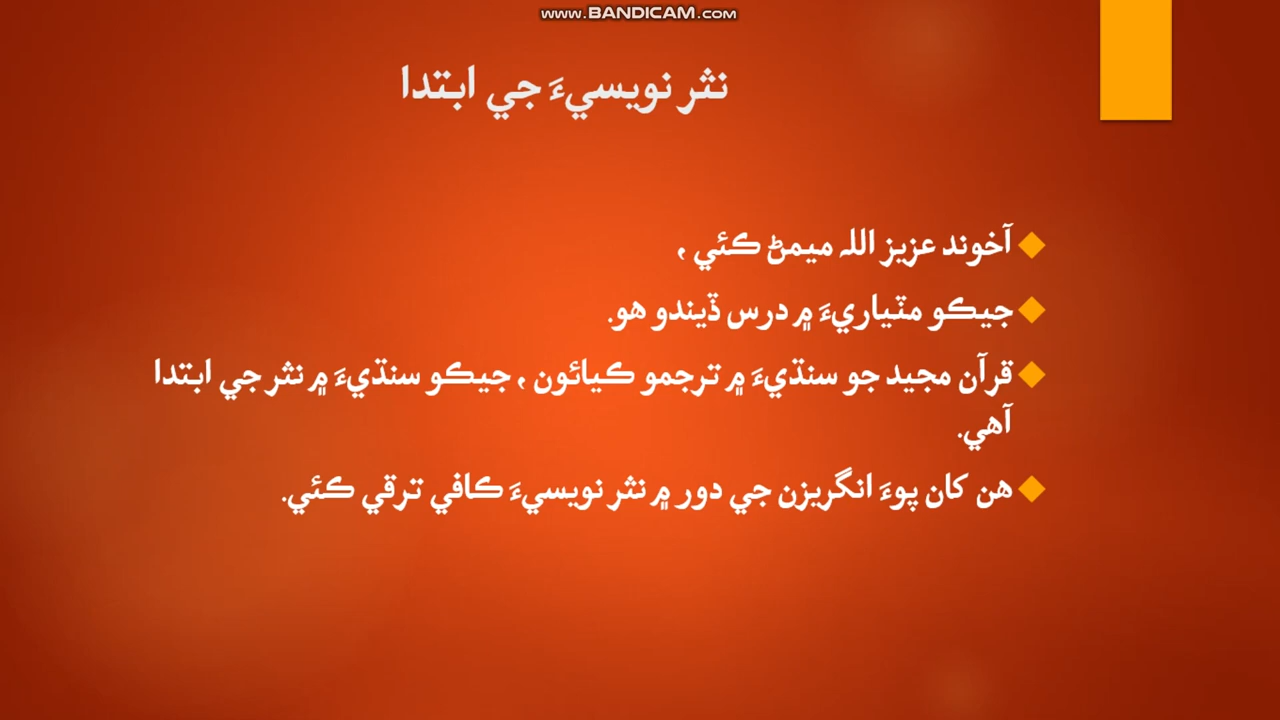 www.BANDICAM.com
نثر نويسيءَ جي ابتدا
آخوند عزيز الله ميمڻ ڪئي ،
جيڪو مٽياريءَ ۾ درس ڏيندو هو.
قرآن مجيد جو سنڌيءَ ۾ ترجمو ڪيائون ، جيڪو سنڌيءَ ۾ نثر جي ابتدا
آهي.
هن کان پوءَ انگريزن جي دور ۾ نثر نويسيءَ ڪافي ترقي ڪئي.